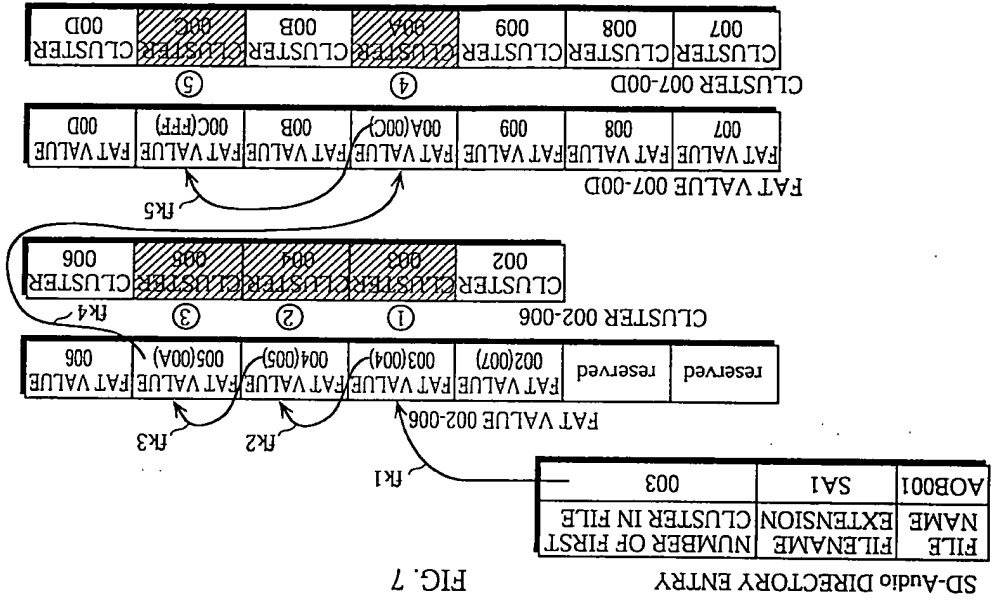 FIG. 7
SD-Audio DIRECTORY ENTRY
FILE NAME
FILENAME EXTENSION
NUMBER OF FIRST CLUSTER IN FILE
AOB001
SA1
003
fk1
fk2
fk3
FAT VALUE 002-006
reserved
reserved
FAT VALUE 002(007)
FAT VALUE 003(004)
FAT VALUE 004(005)
FAT VALUE 005(00A)
FAT VALUE 006
CLUSTER 002-006
①
②
③
fk4
CLUSTER 002
CLUSTER 003
CLUSTER 004
CLUSTER 005
CLUSTER 006
fk5
FAT VALUE 007-00D
FAT VALUE 007
FAT VALUE 008
FAT VALUE 009
FAT VALUE 00A(00C)
FAT VALUE 00B
FAT VALUE 00C(FFF)
FAT VALUE 00D
CLUSTER 007-00D
④
⑤
CLUSTER 007
CLUSTER 008
CLUSTER 009
CLUSTER 00A
CLUSTER 00B
CLUSTER 00C
CLUSTER 00D